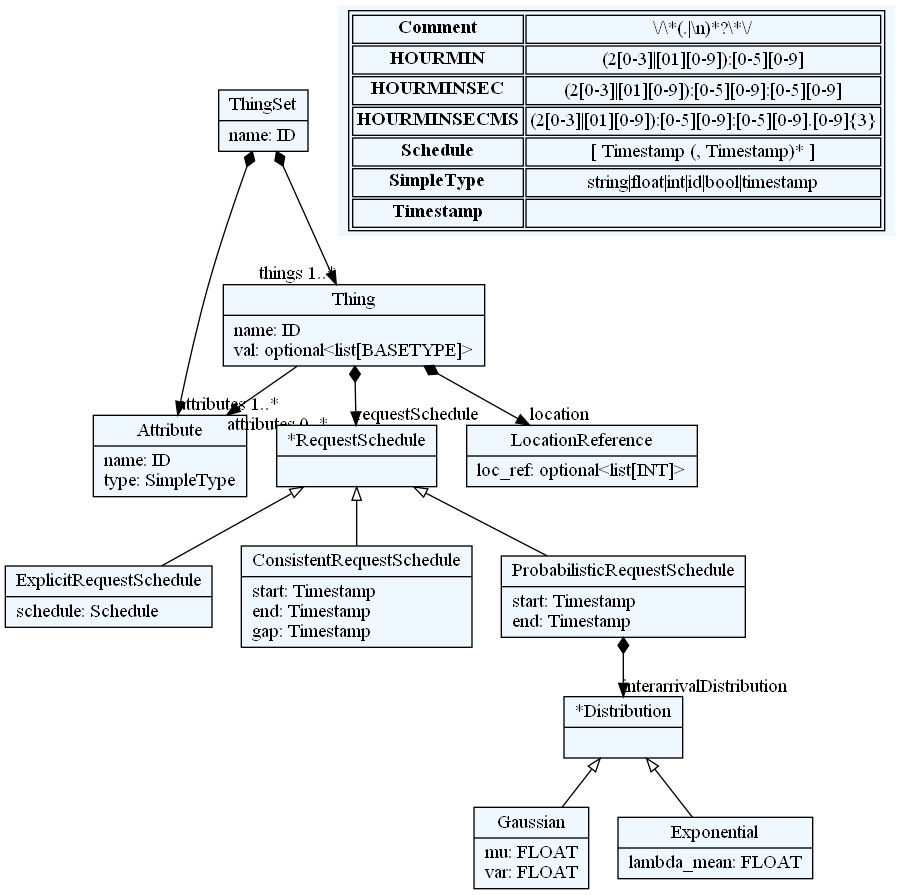 Comment \/\*(.|\n)*?\*\/
HOURMIN (2[0-3]|[01][0-9]):[0-5][0-9]
HOURMINSEC (2[0-3]|[01][0-9]):[0-5][0-9]:[0-5][0-9]
HOURMINSECMS (2[0-3]|[01][0-9]):[0-5][0-9]:[0-5][0-9].[0-9]{3}
Schedule [ Timestamp (, Timestamp)* ]
SimpleType string|float|int|id|bool|timestamp
Timestamp
ThingSet
name: ID
things 1..*
Thing
name: ID
val: optional<list[BASETYPE]>
attributes 1..*
attributes 0..*
requestSchedule
location
Attribute
name: ID
type: SimpleType
*RequestSchedule
LocationReference
loc_ref: optional<list[INT]>
ExplicitRequestSchedule
schedule: Schedule
ConsistentRequestSchedule
start: Timestamp
end: Timestamp
gap: Timestamp
ProbabilisticRequestSchedule
start: Timestamp
end: Timestamp
interarrivalDistribution
*Distribution
Gaussian
mu: FLOAT
var: FLOAT
Exponential
lambda_mean: FLOAT